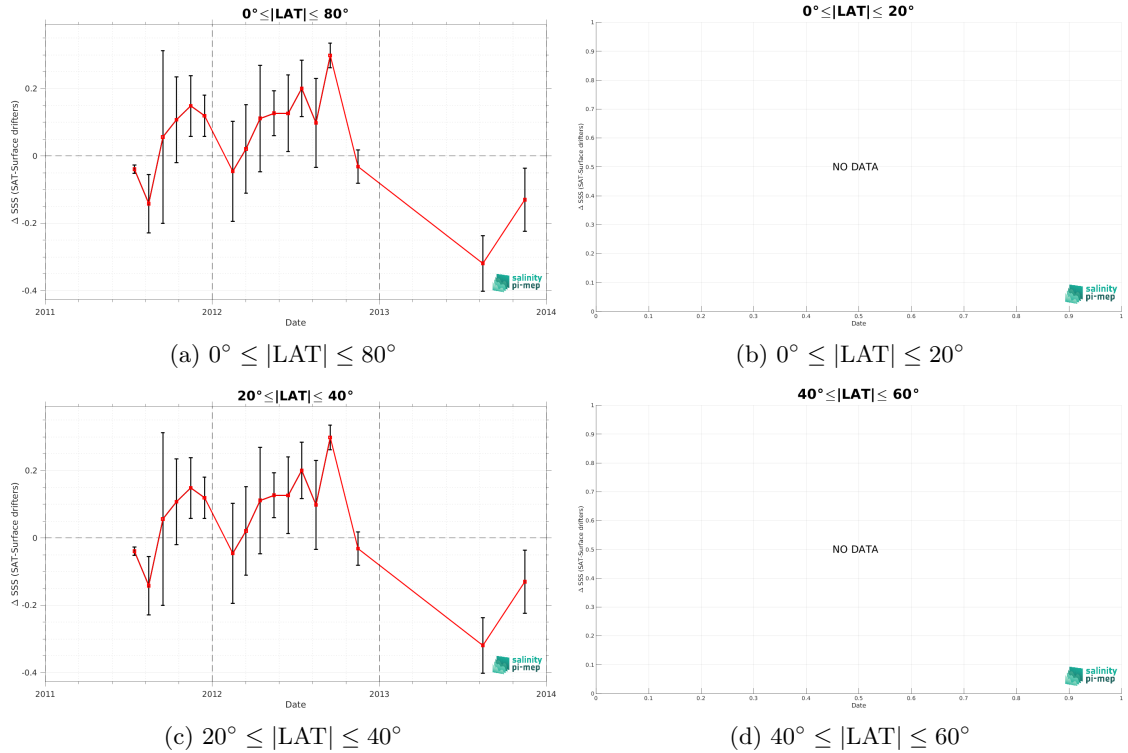 0°≤|LAT|≤ 80°
Δ SSS (SAT-Surface drifters)
0.2
0
-0.2
-0.4
2011
2012
2013
2014
Date
salinity
pi-mep
(a) 0° ≤ |LAT| ≤ 80°
0°≤|LAT|≤ 20°
Δ SSS (SAT-Surface drifters)
1
0.9
0.8
0.7
0.6
0.5
0.4
0.3
0.2
0.1
0
NO DATA
0
0.1
0.2
0.3
0.4
0.5
0.6
0.7
0.8
0.9
1
Date
salinity
pi-mep
(b) 0° ≤ |LAT| ≤ 20°
20°≤|LAT|≤ 40°
Δ SSS (SAT-Surface drifters)
0.2
0
-0.2
-0.4
2011
2012
2013
2014
Date
salinity
pi-mep
(c) 20° ≤ |LAT| ≤ 40°
40°≤|LAT|≤ 60°
Δ SSS (SAT-Surface drifters)
1
0.9
0.8
0.7
0.6
0.5
0.4
0.3
0.2
0.1
0
NO DATA
0
0.1
0.2
0.3
0.4
0.5
0.6
0.7
0.8
0.9
1
Date
salinity
pi-mep
(d) 40° ≤ |LAT| ≤ 60°